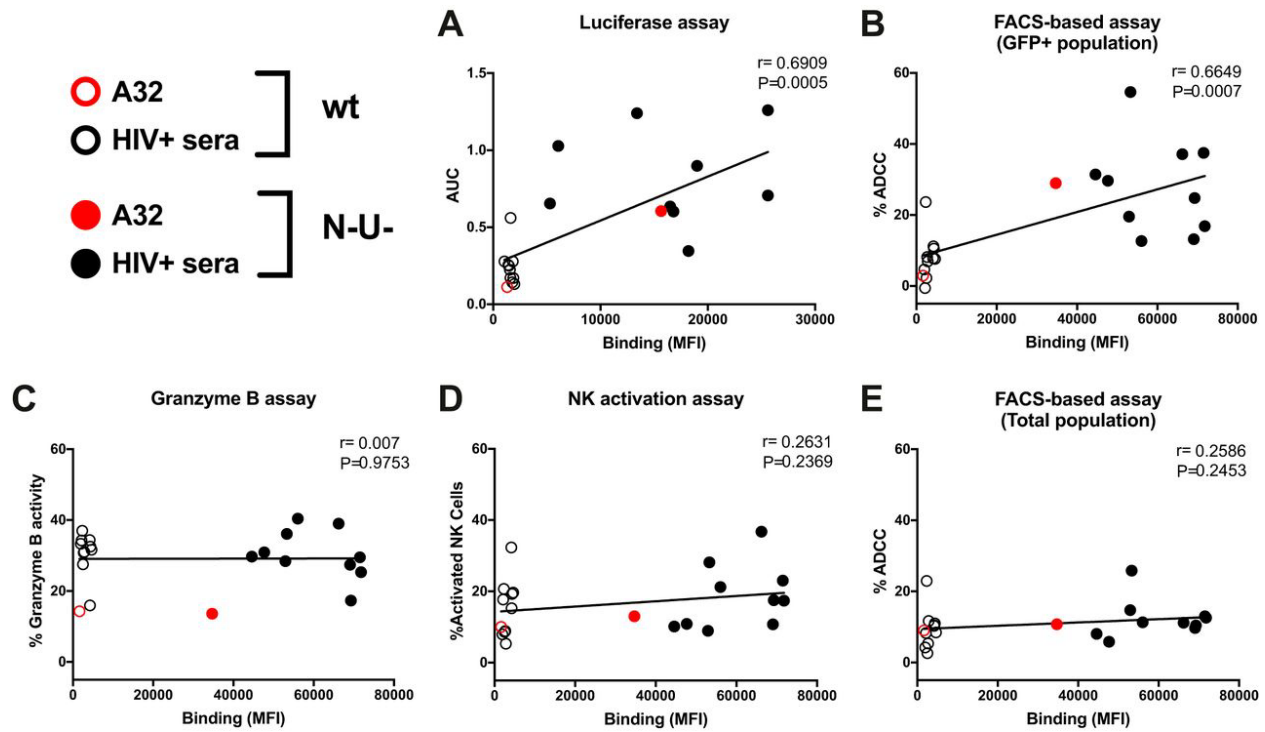 A32
HIV+ sera
wt
A32
HIV+ sera
N-U-
A
Luciferase assay
r= 0.6909
P=0.0005
1.5
1.0
0.5
0.0
AUC
0
10000
20000
30000
Binding (MFI)
B
FACS-based assay
(GFP+ population)
r= 0.6649
P=0.0007
60
40
20
0
% ADCC
0
20000
40000
60000
80000
Binding (MFI)
C
Granzyme B assay
r= 0.007
P=0.9753
60
40
20
0
% Granzyme B activity
0
20000
40000
60000
80000
Binding (MFI)
D
NK activation assay
r= 0.2631
P=0.2369
60
40
20
0
%Activated NK Cells
0
20000
40000
60000
80000
Binding (MFI)
E
FACS-based assay
(Total population)
r= 0.2586
P=0.2453
60
40
20
0
% ADCC
0
20000
40000
60000
80000
Binding (MFI)